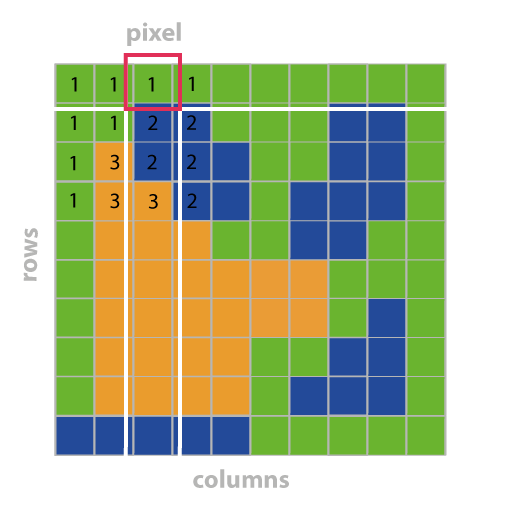 pixel
1 1 1 1
1 1 2 2
1 3 2 2
1 3 3 2
rows
columns